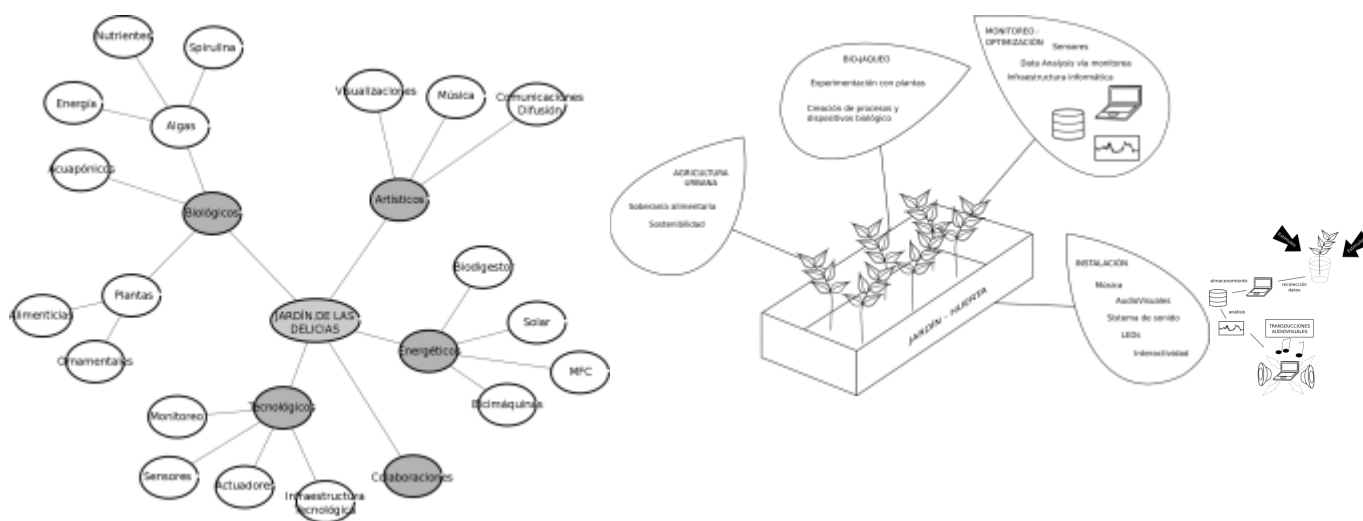 Nutrientes
Spirulina
Energía
Algas
Acuapónicos
Biológicos
Plantas
Alimenticias
Ornamentales
Visualizaciones
Música
Comunicaciones
Difusión
Artísticos
JARDÍN DE LAS
DELICIAS
Biodigestor
Solar
Energéticos
MFC
Bicimáquinas
Tecnológicos
Monitoreo
Sensores
Actuadores
Infraestructura
Tecnológica
Colaboraciones
AGRICULTURA
URBANA
Soberanía alimentaria
Sostenibilidad
BIOJAQUEO
Experimentación con plantas
Creación de procesos y
dispositivos biológico
MONITOREO /
OPTIMIZACIÓN
Sensores
Data Analysis vía monitorea
Infraestructura informática
JARDÍN - HUERTA
INSTALACIÓN
Música
AudioVisuales
Sistema de sonido
LEDs
Interactividad
almacenamiento
recolección
datos
análisis
TRANSDUCCIONES
AUDIOVISUALES